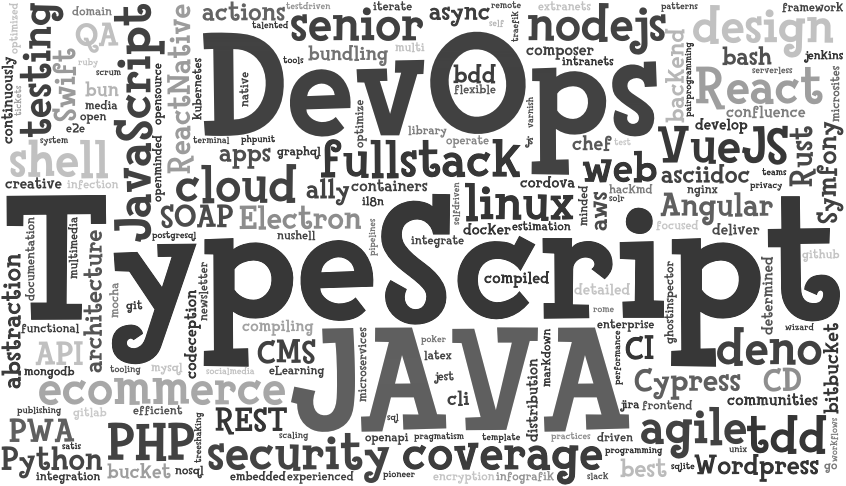 optimized
domain
actions
talented
testdriven
iterate
senior
async
remote
self
traefik
extranets
nodejs
patterns
framework
design
jenkins
testing
QA
Swift
ruby
scrum
tickets
continuously
bun
media
open
e2e
system
JavaScript
opensource
openminded
ReactNative
kubernetes
DevOps
native
tools
bundling
multi
bdd
flexible
composer
intranets
backend
pairprogramming
bash
serverless
React
confluence
microsites
terminal
phpunit
optimize
library
operate
varnish
js
chef
test
develop
VueJS
Rust
Symfony
shell
creative
infection
apps
graphql
fullstack
cloud
ally
containers
i18n
cordova
web
hackmd
solr
minded
aws
asciidoc
nginx
teams
privacy
SOAP
Electron
postgresql
nushell
pipelines
selfdriven
linux
docker
estimation
integrate
Angular
focused
deliver
github
TypeScript
documentation
multimedia
architecture
abstraction
functional
mocha
git
codeception
newsletter
compiled
detailed
rome
ghostinspector
determined
wizard
compiling
enterprise
API
mongodb
tooling
mysql
socialmedia
CMS
eLearning
microservices
JAVA
poker
latex
jest
cli
sql
distribution
markdown
performance
CI
deno
bitbucket
ecommerce
Cypress
CD
communities
publishing
gitlab
efficient
REST
scaling
jira
frontend
PWA
satis
PHP
treeshaking
openapi
pragmatism
template
practices
driven
agile
tdd
unix
workflows
go
Python
integration
bucket
nosql
security
coverage
programming
embedded
experienced
pioneer
encryption
infografik
slack
best
sqlite
Wordpress